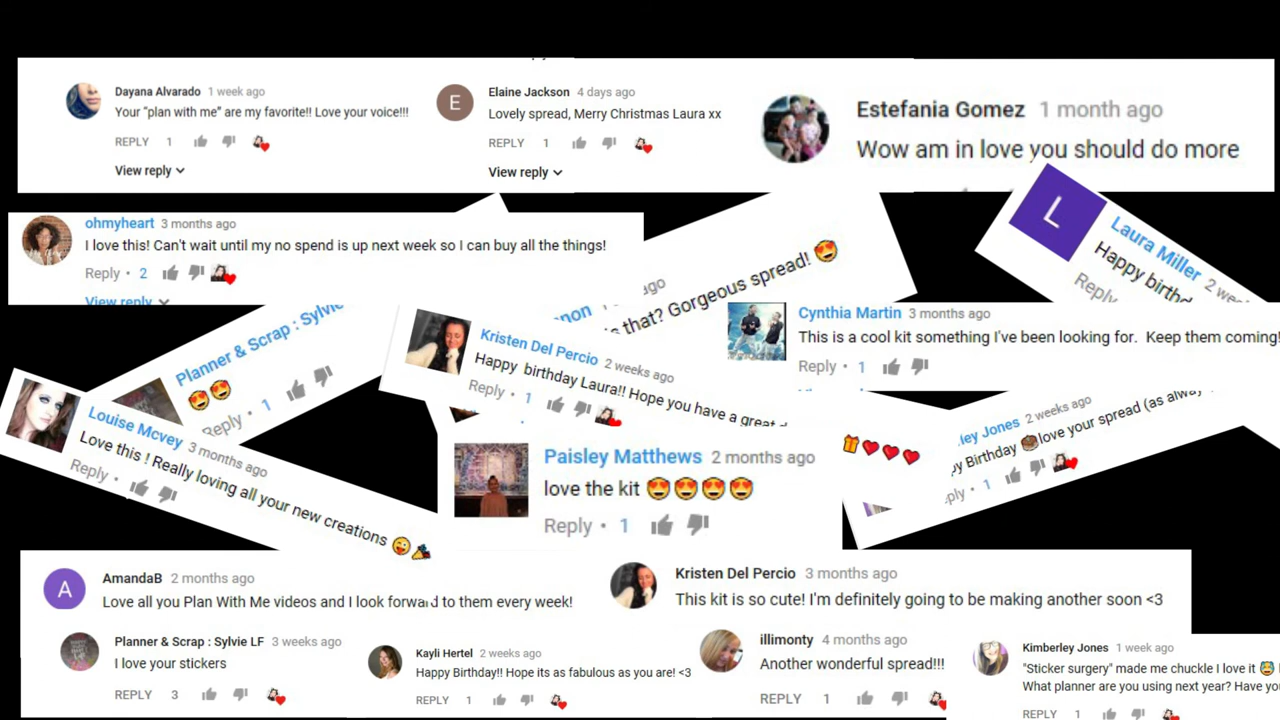 Dayana Alvarado 1 week ago
Your "plan with me" are my favorite!! Love your voice!!!
REPLY 1
View reply
E
Elaine Jackson 4 days ago
Lovely spread, Merry Christmas Laura xx
REPLY 1
View reply
Estefania Gomez 1 month ago
Wow am in love you should do more
ohmyheart 3 months ago
I love this! Can't wait until my no spend is up next week so I can buy all the things!
Reply • 2
View reply
that? Gorgeous spread! 😍
L
Laura Miller 2
Happy
Reply
Planner & Scrap : Sylvie
😍😍
Reply • 1
Kristen Del Percio 2 weeks ago
Happy birthday Laura!! Hope you have a great
Reply • 1
Cynthia Martin 3 months ago
This is a cool kit something I've been looking for. Keep them coming!
Reply • 1
Louise Mcvey 3 months ago
Love this ! Really loving all your new creations 😜🎉
Reply •
Paisley Matthews 2 months ago
love the kit 😍😍😍😍
Reply • 1
🎁❤❤❤
Jones 2 weeks ago
Birthday 🎂love your spread (as
1
A
AmandaB 2 months ago
Love all you Plan With Me videos and I look forward to them every week!
Kristen Del Percio 3 months ago
This kit is so cute! I'm definitely going to be making another soon <3
Planner & Scrap : Sylvie LF 3 weeks ago
I love your stickers
REPLY 3
Kayli Hertel 2 weeks ago
Happy Birthday!! Hope its as fabulous as you are! <3
REPLY 1
illimonty 4 months ago
Another wonderful spread!!!
REPLY 1
Kimberley Jones 1 week ago
"Sticker surgery" made me chuckle I love it
What planner are you using next year? Have
REPLY 1